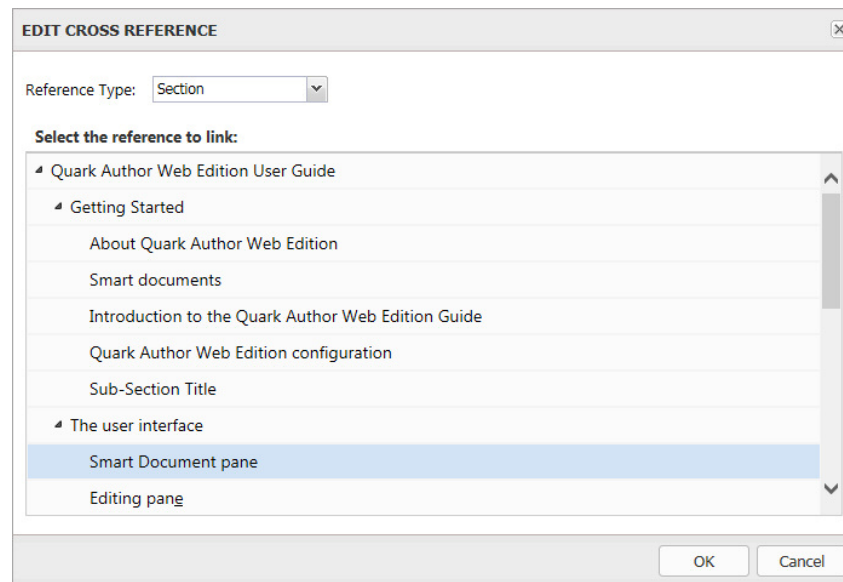 EDIT CROSS REFERENCE
Reference Type: Section
Select the reference to link:
Quark Author Web Edition User Guide
Getting Started
About Quark Author Web Edition
Smart documents
Introduction to the Quark Author Web Edition Guide
Quark Author Web Edition configuration
Sub-Section Title
The user interface
Smart Document pane
Editing pane
OK Cancel